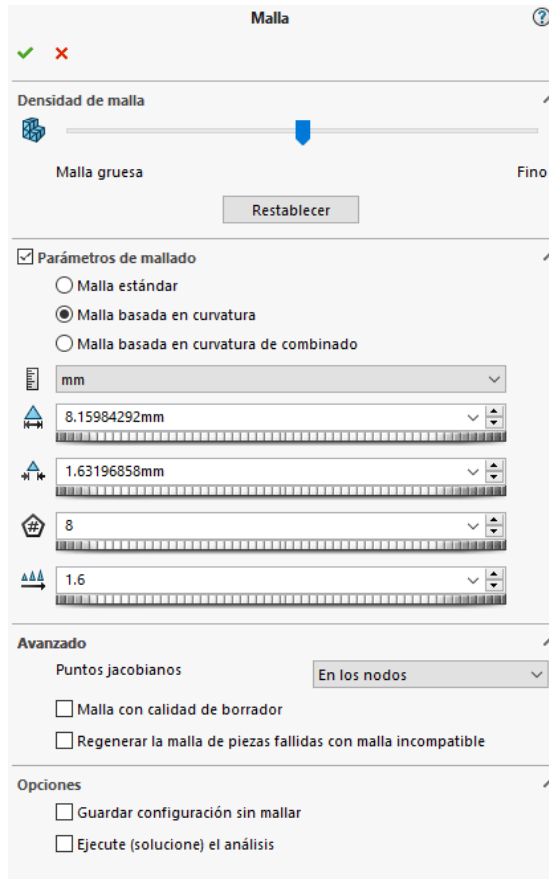 Malla
Densidad de malla
Malla gruesa Fino
Restablecer
Parámetros de mallado
Malla estándar
Malla basada en curvatura
Malla basada en curvatura de combinado
mm
8.15984292mm
1.63196858mm
#
8
1.6
Avanzado
Puntos jacobianos En los nodos
Malla con calidad de borrador
Regenerar la malla de piezas fallidas con malla incompatible
Opciones
Guardar configuración sin mallar
Ejecute (solucione) el análisis